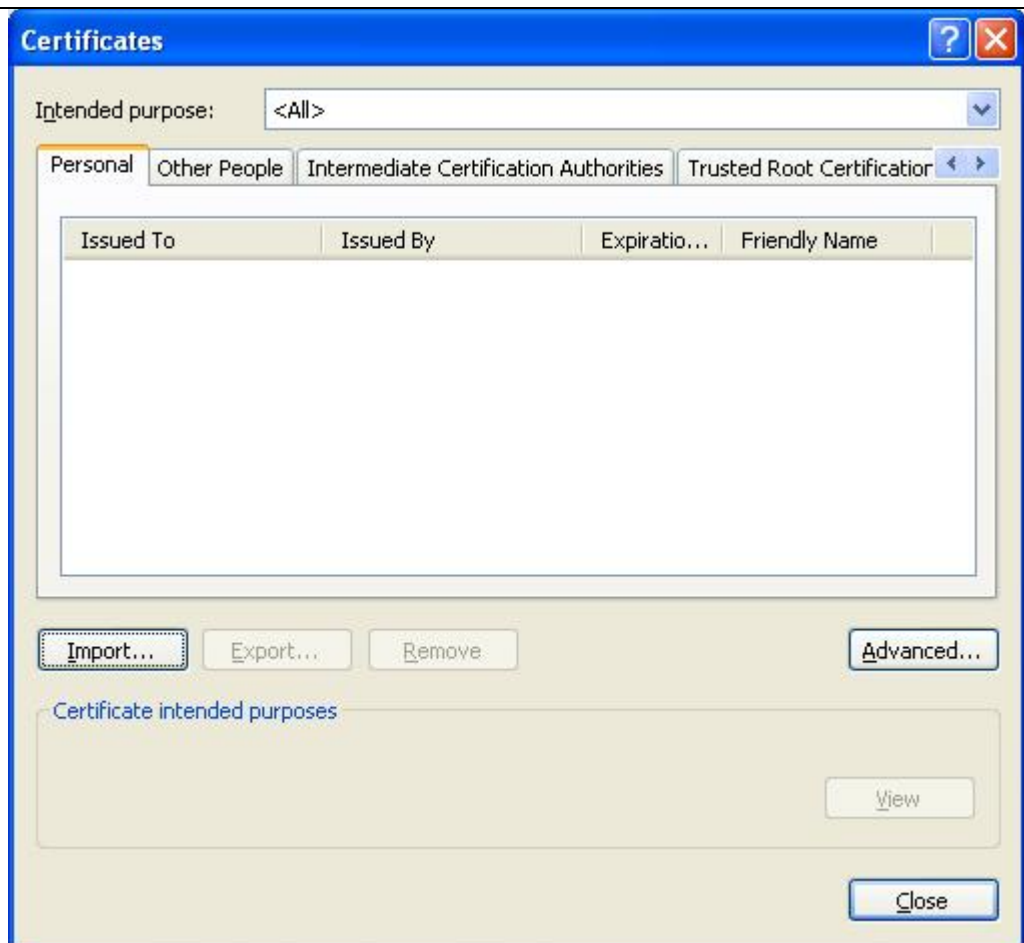 Certificates
Intended purpose: <All>
Personal Other People Intermediate Certification Authorities Trusted Root Certification
Issued To Issued By Expiratio... Friendly Name
Import... Export... Remove Advanced...
Certificate intended purposes
View
Close